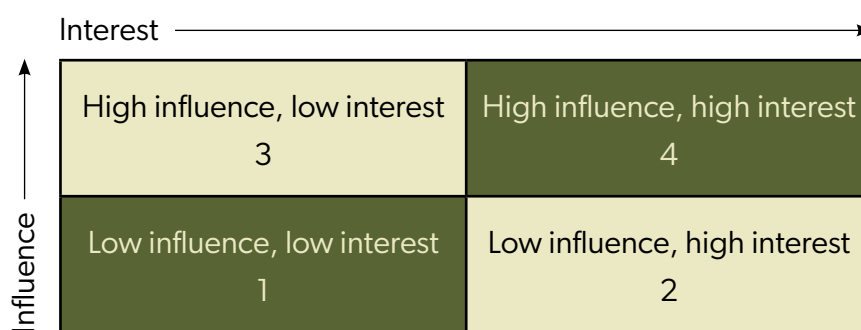 Interest
High influence, low interest
3
High influence, high interest
4
Influence
Low influence, low interest
1
Low influence, high interest
2